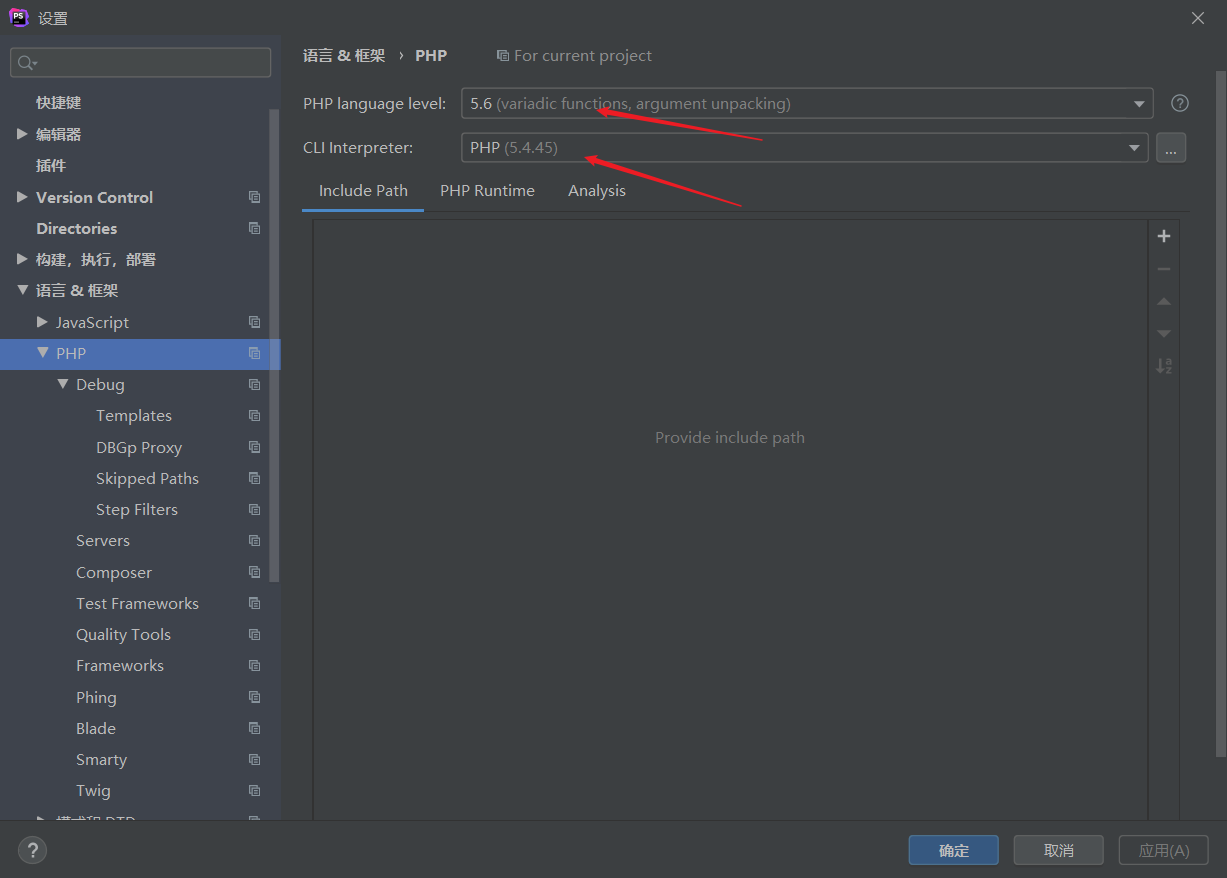 PS
设置
语言 & 框架 › PHP
For current project
快捷键
编辑器
插件
Version Control
Directories
构建，执行，部署
语言 & 框架
JavaScript
PHP
Debug
Templates
DBGp Proxy
Skipped Paths
Step Filters
Servers
Composer
Test Frameworks
Quality Tools
Frameworks
Phing
Blade
Smarty
Twig
PHP language level:
5.6 (variadic functions, argument unpacking)
?
CLI Interpreter:
PHP (5.4.45)
...
Include Path
PHP Runtime
Analysis
Provide include path
?
确定
取消
应用(A)